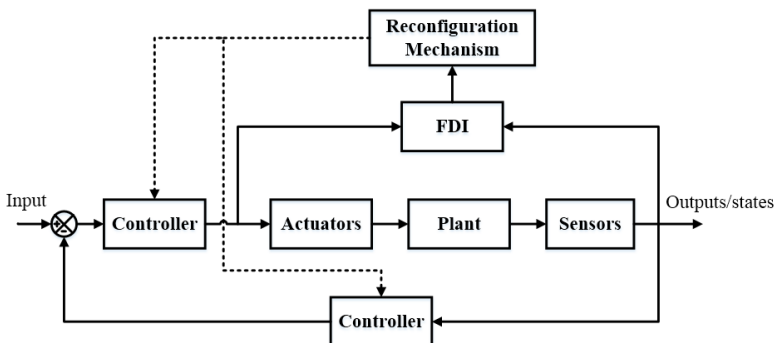 Reconfiguration
Mechanism
FDI
Input
Outputs/states
+
-
Controller
Actuators
Plant
Sensors
Controller